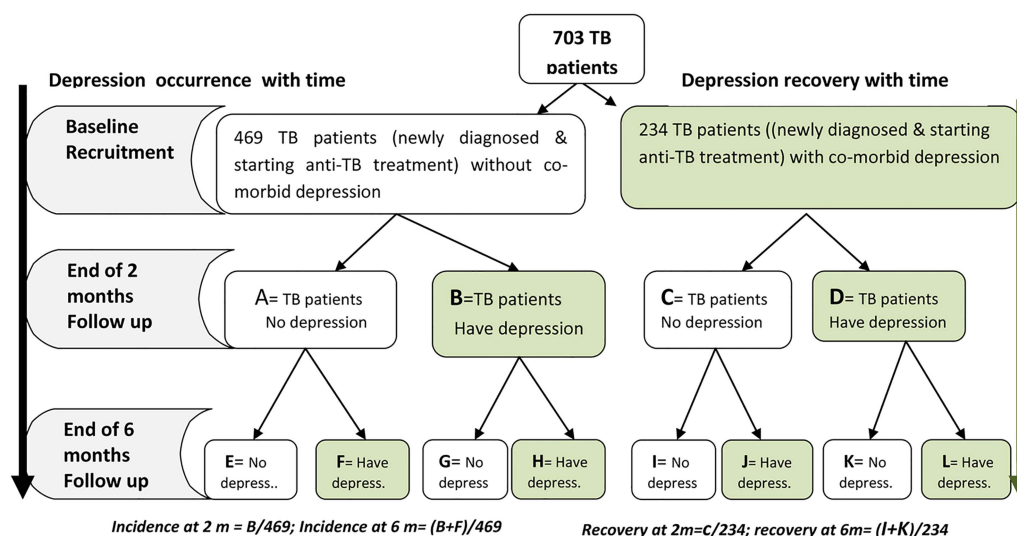 703 TB
patients
Depression occurrence with time
Depression recovery with time
Baseline
Recruitment
469 TB patients (newly diagnosed &
starting anti-TB treatment) without co-
morbid depression
234 TB patients ((newly diagnosed & starting
anti-TB treatment) with co-morbid depression
End of 2
months
Follow up
A= TB patients
No depression
B=TB patients
Have depression
C= TB patients
No depression
D= TB patients
Have depression
End of 6
months
Follow up
E= No
depress..
F= Have
depress.
G= No
depress
H= Have
depress.
I= No
depress
J= Have
depress.
K= No
depress.
L= Have
depress.
Incidence at 2 m = B/469; Incidence at 6 m= (B+F)/469
Recovery at 2m=c/234; recovery at 6m= (I+K)/234